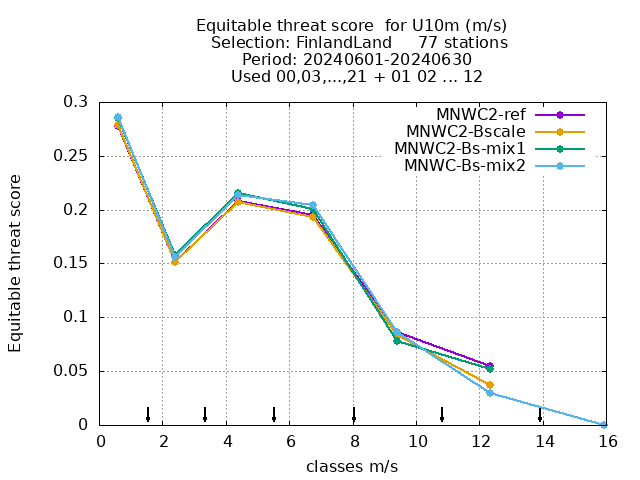 Equitable threat score  for U10m (m/s)
Selection: FinlandLand     77 stations
Period: 20240601-20240630
Used 00,03,...,21 + 01 02 ... 12
MNWC2-ref
MNWC2-Bscale
MNWC2-Bs-mix1
MNWC-Bs-mix2
Equitable threat score
0.3
0.25
0.2
0.15
0.1
0.05
0
0 2 4 6 8 10 12 14 16
classes m/s